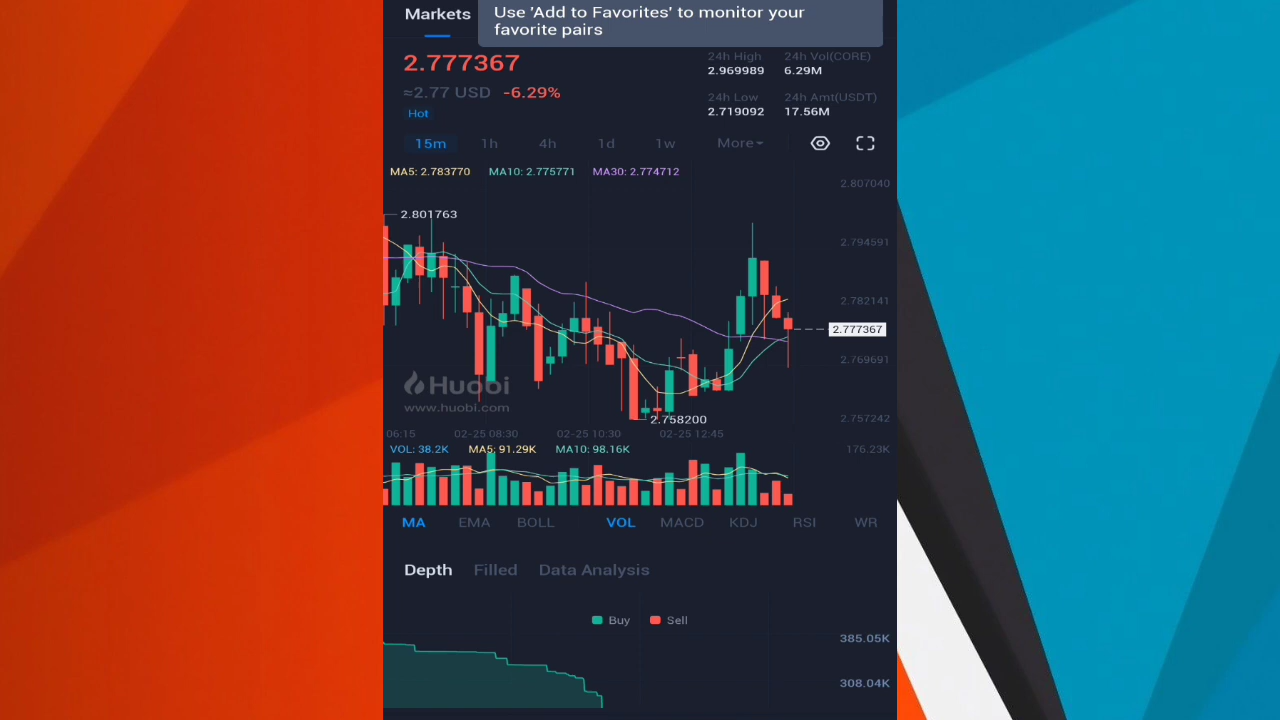 Markets
Use 'Add to Favorites' to monitor your
favorite pairs
2.777367
≈2.77 USD -6.29%
Hot
24h High 24h Vol(CORE)
2.969989 6.29M
24h Low 24h Amt(USDT)
2.719092 17.56M
15m 1h 4h 1d 1w More
MA5: 2.783770 MA10: 2.775771 MA30: 2.774712
2.807040
2.801763
2.794591
2.782141
2.777367
2.769691
Huobi
www.huobi.com
2.758200
2.757242
06:15 02-25 08:30 02-25 10:30 02-25 12:45
VOL: 38.2K MA5: 91.29K MA10: 98.16K 176.23K
MA EMA BOLL VOL MACD KDJ RSI WR
Depth Filled Data Analysis
Buy Sell
385.05K
308.04K